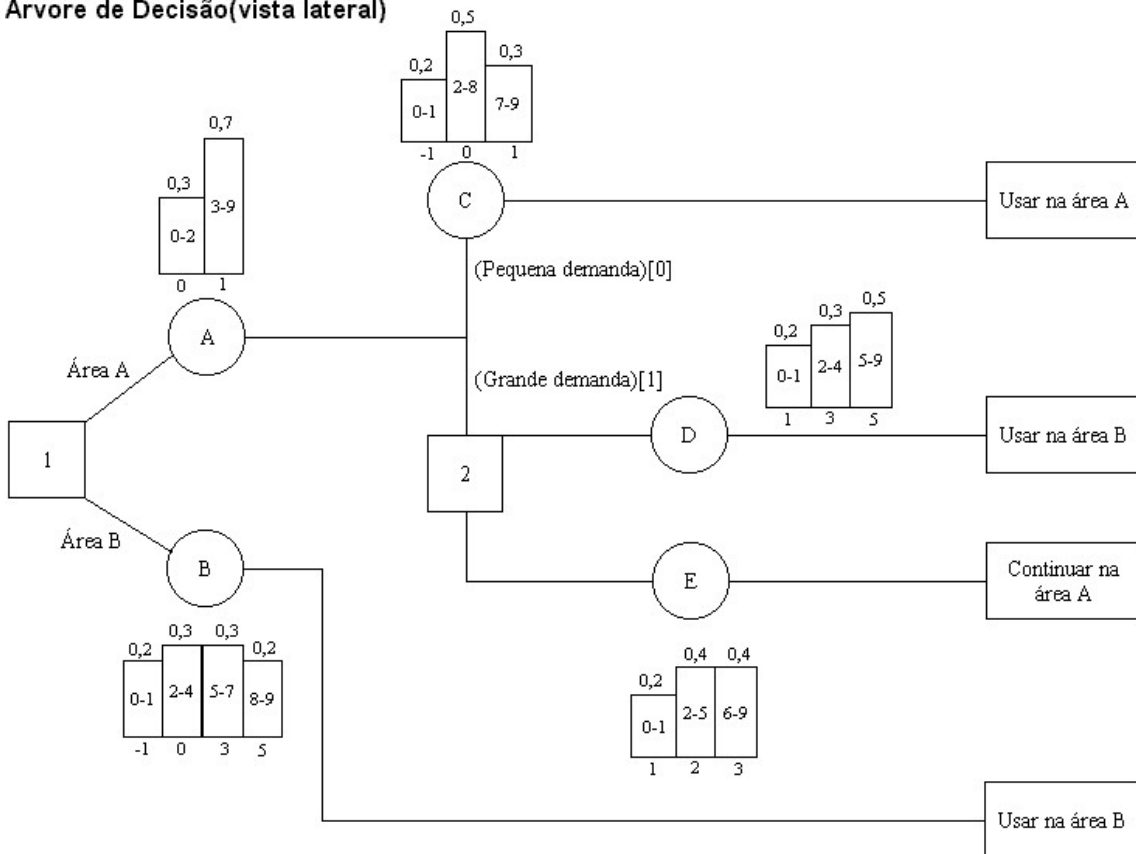 Arvore de Decisão(vista lateral)
0,5
0,2
0,3
0-1
2-8
7-9
-1 0 1
C
Usar na área A
0,7
0,3
0-2
3-9
0 1
A
Área A
(Pequena demanda)[0]
(Grande demanda)[1]
0,2
0,3
0,5
0-1
2-4
5-9
1 3 5
D
Usar na área B
1
2
Área B
B
E
Continuar na
área A
0,2
0,3
0,3
0,2
0-1
2-4
5-7
8-9
-1 0 3 5
0,2
0,4
0,4
0-1
2-5
6-9
1 2 3
Usar na área B